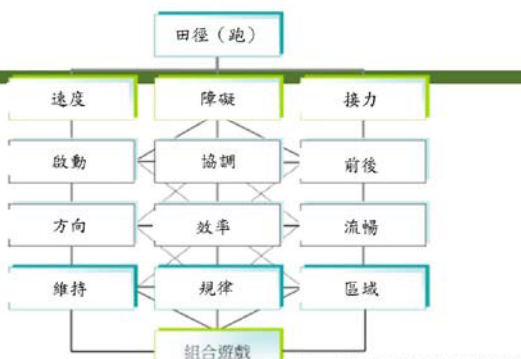 田徑（跑）
速度
障礙
接力
啟動
協調
前後
方向
效率
流暢
維持
規律
區域
組合遊戲